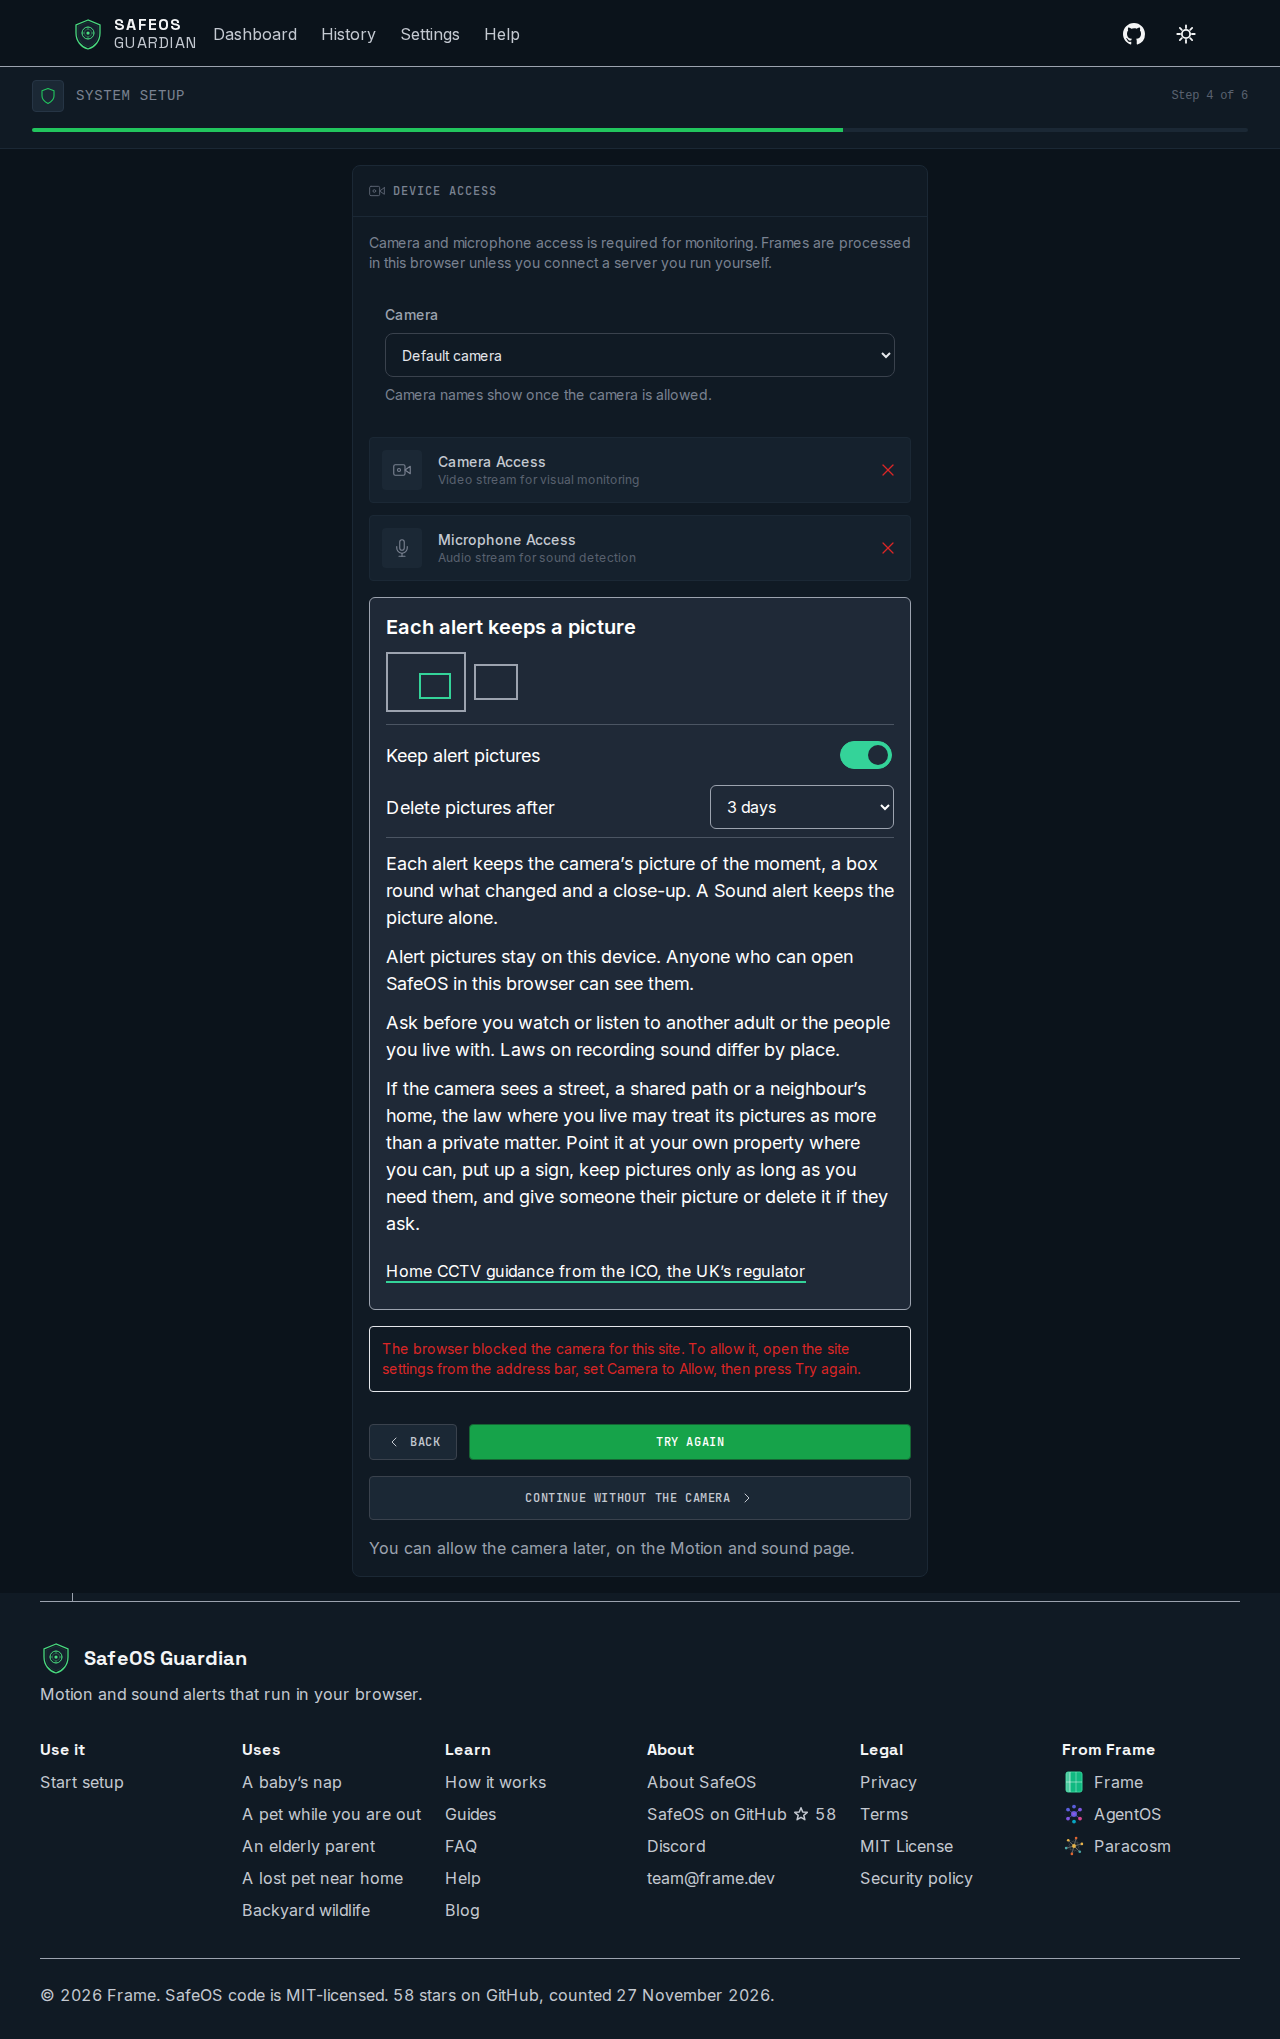 SAFEOS
GUARDIAN
Dashboard
History
Settings
Help
SYSTEM SETUP
Step 4 of 6
DEVICE ACCESS
Camera and microphone access is required for monitoring. Frames are processed
in this browser unless you connect a server you run yourself.
Camera
Default camera
Camera names show once the camera is allowed.
Camera Access
Video stream for visual monitoring
Microphone Access
Audio stream for sound detection
Each alert keeps a picture
Keep alert pictures
Delete pictures after
3 days
Each alert keeps the camera’s picture of the moment, a box
round what changed and a close-up. A Sound alert keeps the
picture alone.
Alert pictures stay on this device. Anyone who can open
SafeOS in this browser can see them.
Ask before you watch or listen to another adult or the people
you live with. Laws on recording sound differ by place.
If the camera sees a street, a shared path or a neighbour’s
home, the law where you live may treat its pictures as more
than a private matter. Point it at your own property where
you can, put up a sign, keep pictures only as long as you
need them, and give someone their picture or delete it if they
ask.
Home CCTV guidance from the ICO, the UK’s regulator
The browser blocked the camera for this site. To allow it, open the site
settings from the address bar, set Camera to Allow, then press Try again.
BACK
TRY AGAIN
CONTINUE WITHOUT THE CAMERA
You can allow the camera later, on the Motion and sound page.
SafeOS Guardian
Motion and sound alerts that run in your browser.
Use it
Start setup
Uses
A baby’s nap
A pet while you are out
An elderly parent
A lost pet near home
Backyard wildlife
Learn
How it works
Guides
FAQ
Help
Blog
About
About SafeOS
SafeOS on GitHub ☆ 58
Discord
team@frame.dev
Legal
Privacy
Terms
MIT License
Security policy
From Frame
Frame
AgentOS
Paracosm
© 2026 Frame. SafeOS code is MIT-licensed. 58 stars on GitHub, counted 27 November 2026.